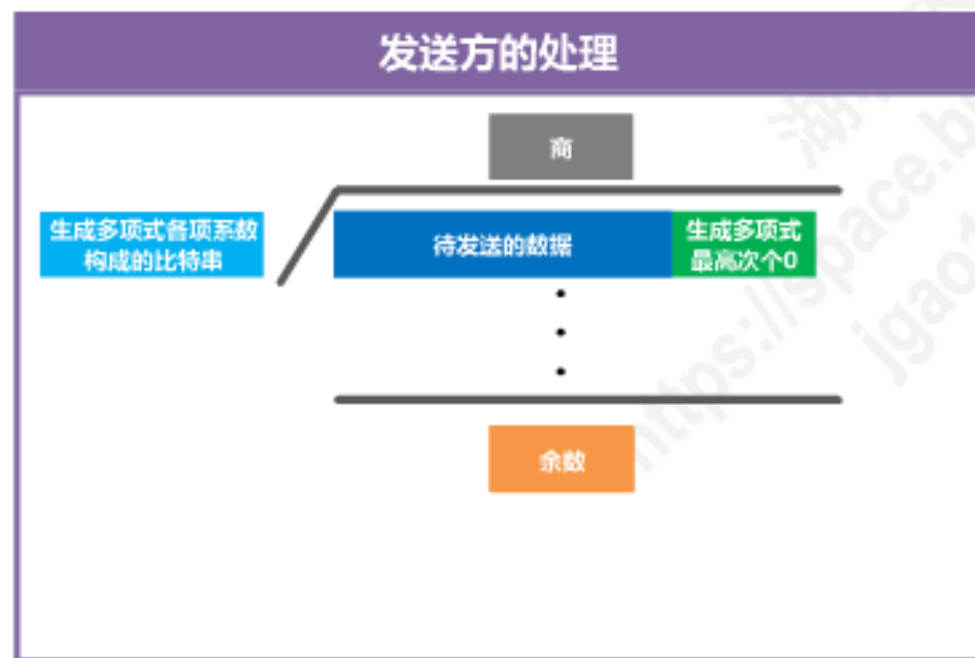 发送方的处理
商
生成多项式各项系数
构成的比特串
待发送的数据
生成多项式
最高次个0
余数